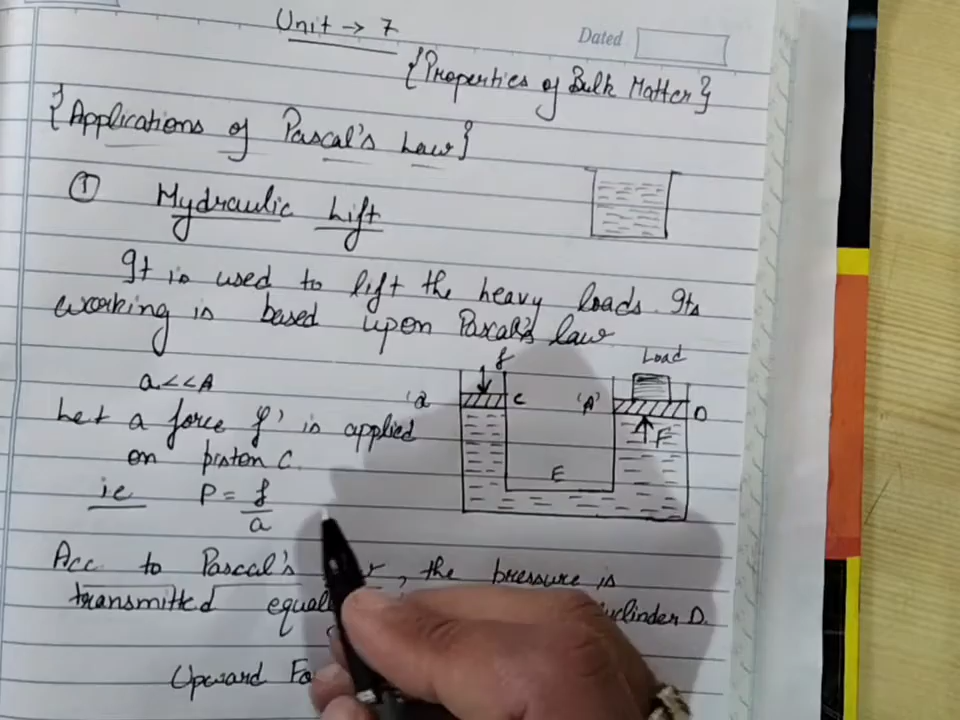 Unit → 7
Dated
{Properties of Bulk Matter}
{Applications of Pascal's Law}
① Hydraulic Lift
It is used to lift the heavy loads. Its
working is based upon Pascal's law
a << A
Let a force 'f' is applied
on piston C.
ie P = f/a
f
Load
'a
C
'A'
D
F
E
Acc to Pascal's, the pressure is
transmitted cylinder D.
Upward